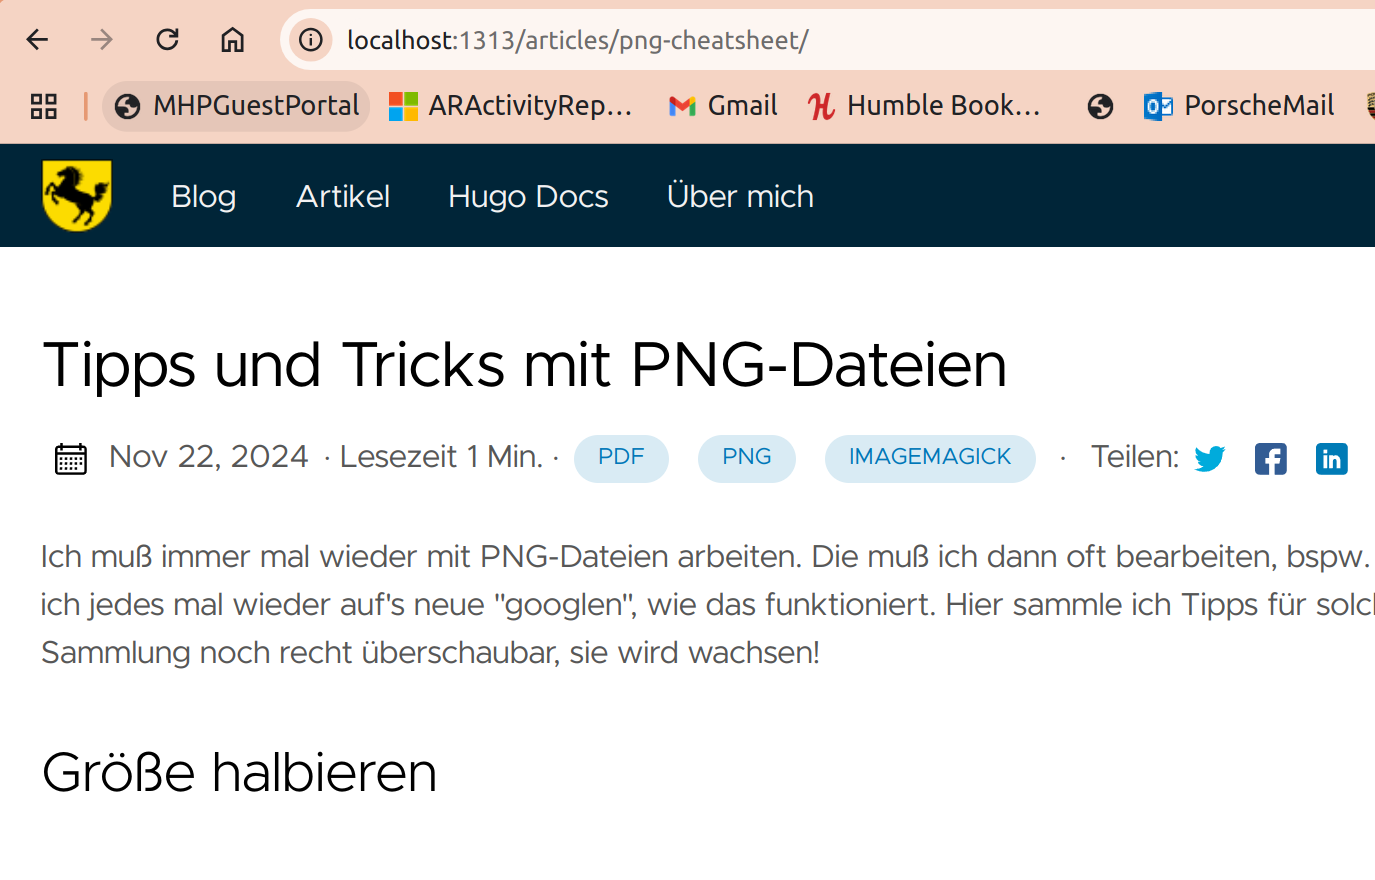 localhost:1313/articles/png-cheatsheet/
MHPGuestPortal ARActivityRep... Gmail Humble Book... PorscheMail
Blog Artikel Hugo Docs Über mich
Tipps und Tricks mit PNG-Dateien
Nov 22, 2024 · Lesezeit 1 Min. · PDF PNG IMAGEMAGICK · Teilen:
Ich muß immer mal wieder mit PNG-Dateien arbeiten. Die muß ich dann oft bearbeiten, bspw.
ich jedes mal wieder auf's neue "googlen", wie das funktioniert. Hier sammle ich Tipps für
Sammlung noch recht überschaubar, sie wird wachsen!
Größe halbieren